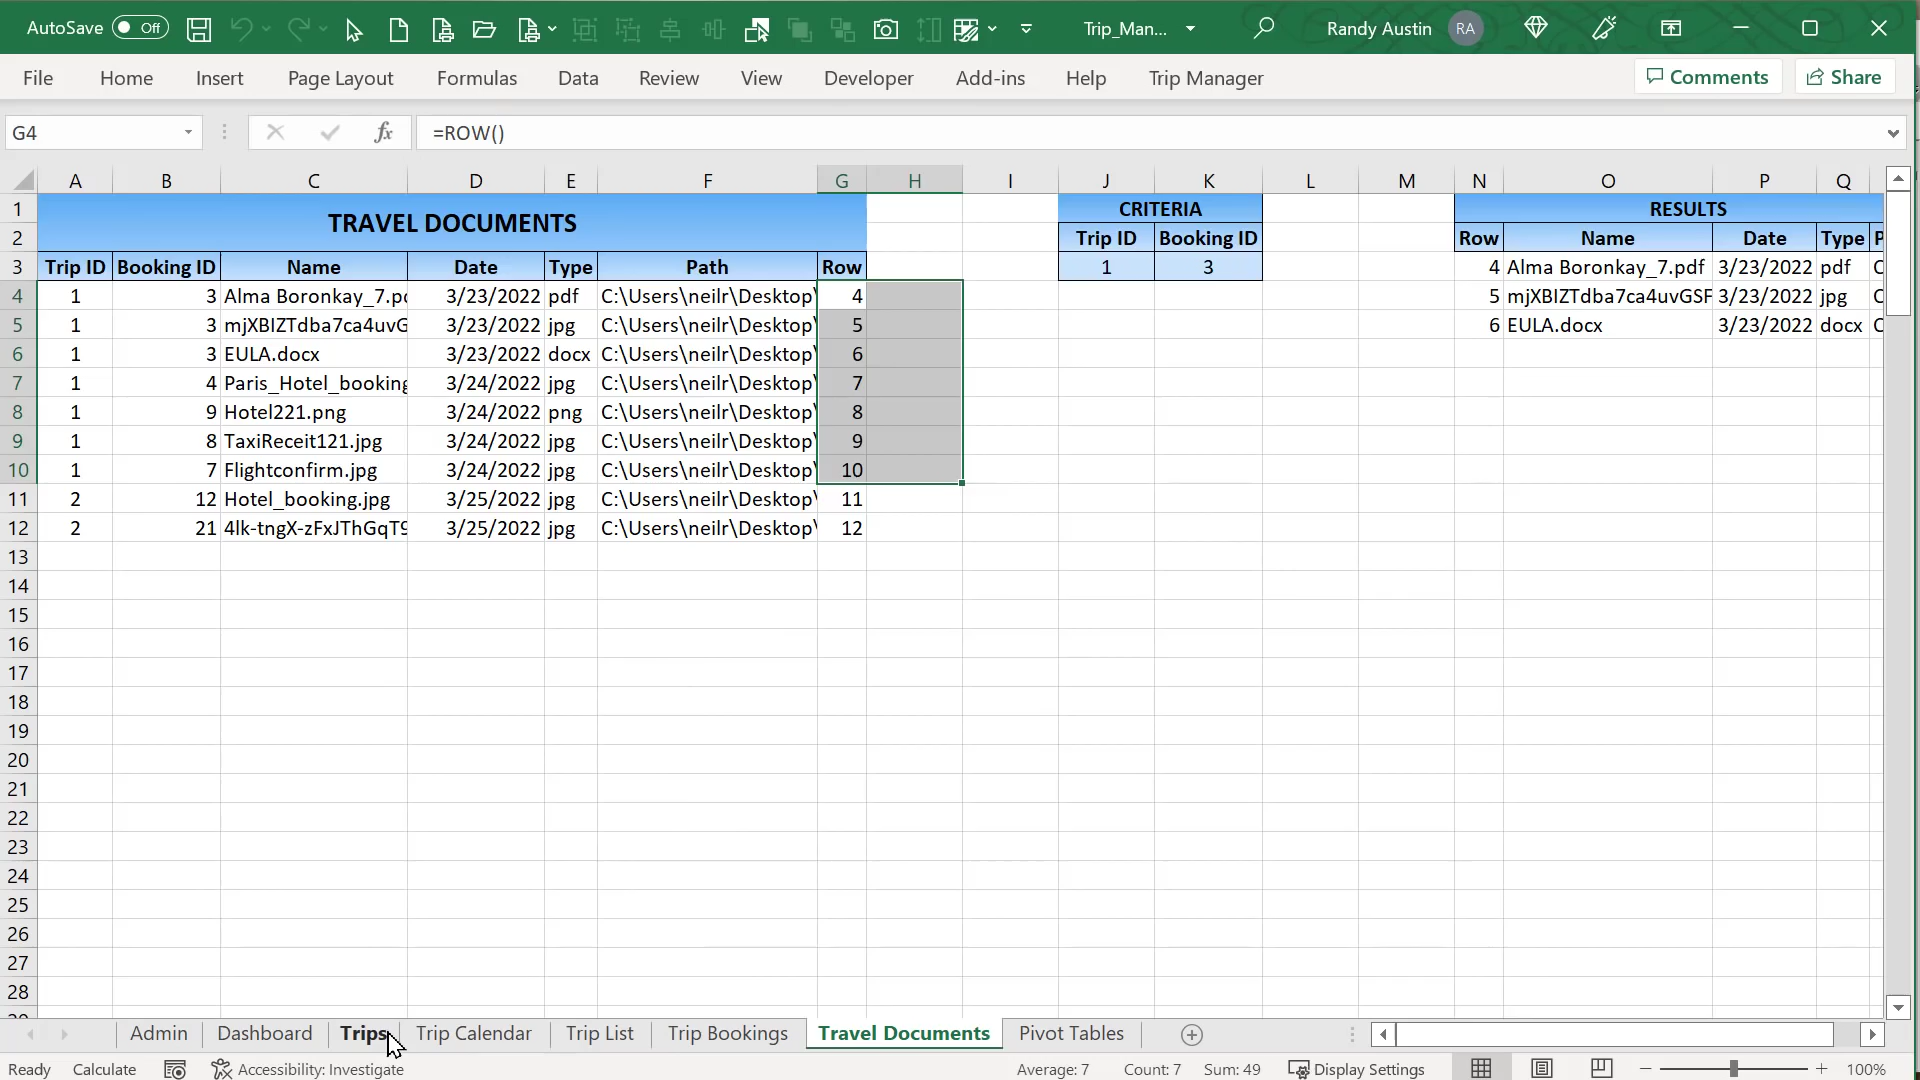 AutoSave Off Trip_Man... Randy Austin RA
File Home Insert Page Layout Formulas Data Review View Developer Add-ins Help Trip Manager Comments Share
G4 fx =ROW()
A B C D E F G H I J K L M N O P Q
1 TRAVEL DOCUMENTS CRITERIA RESULTS
2 Trip ID Booking ID Row Name Date Type P
3 Trip ID Booking ID Name Date Type Path Row 1 3 4 Alma Boronkay_7.pdf 3/23/2022 pdf C
4 1 3 Alma Boronkay_7.pd 3/23/2022 pdf C:\Users\neilr\Desktop\ 4 5 mjXBIZTdba7ca4uvGSF 3/23/2022 jpg C
5 1 3 mjXBIZTdba7ca4uvG 3/23/2022 jpg C:\Users\neilr\Desktop\ 5 6 EULA.docx 3/23/2022 docx C
6 1 3 EULA.docx 3/23/2022 docx C:\Users\neilr\Desktop\ 6
7 1 4 Paris_Hotel_booking 3/24/2022 jpg C:\Users\neilr\Desktop\ 7
8 1 9 Hotel221.png 3/24/2022 png C:\Users\neilr\Desktop\ 8
9 1 8 TaxiReceit121.jpg 3/24/2022 jpg C:\Users\neilr\Desktop\ 9
10 1 7 Flightconfirm.jpg 3/24/2022 jpg C:\Users\neilr\Desktop\ 10
11 2 12 Hotel_booking.jpg 3/25/2022 jpg C:\Users\neilr\Desktop\ 11
12 2 21 4lk-tngX-zFxJThGqT9 3/25/2022 jpg C:\Users\neilr\Desktop\ 12
13
14
15
16
17
18
19
20
21
22
23
24
25
26
27
28
Admin Dashboard Trips Trip Calendar Trip List Trip Bookings Travel Documents Pivot Tables
Ready Calculate Accessibility: Investigate Average: 7 Count: 7 Sum: 49 Display Settings 100%